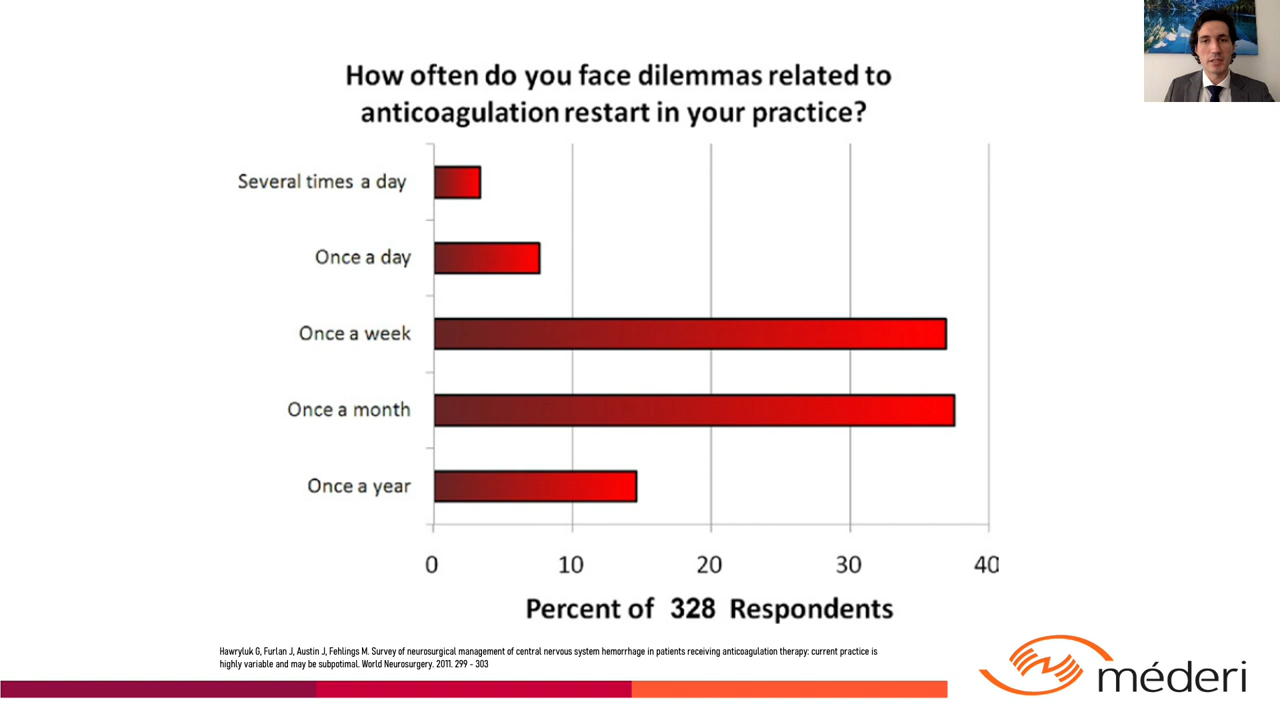 How often do you face dilemmas related to
anticoagulation restart in your practice?
Several times a day
Once a day
Once a week
Once a month
Once a year
0 10 20 30 40
Percent of 328 Respondents
Hawryluk G, Furlan J, Austin J, Fehlings M. Survey of neurosurgical management of central nervous system hemorrhage in patients receiving anticoagulation therapy: current practice is
highly variable and may be subpotimal. World Neurosurgery. 2011. 299 - 303
méderi